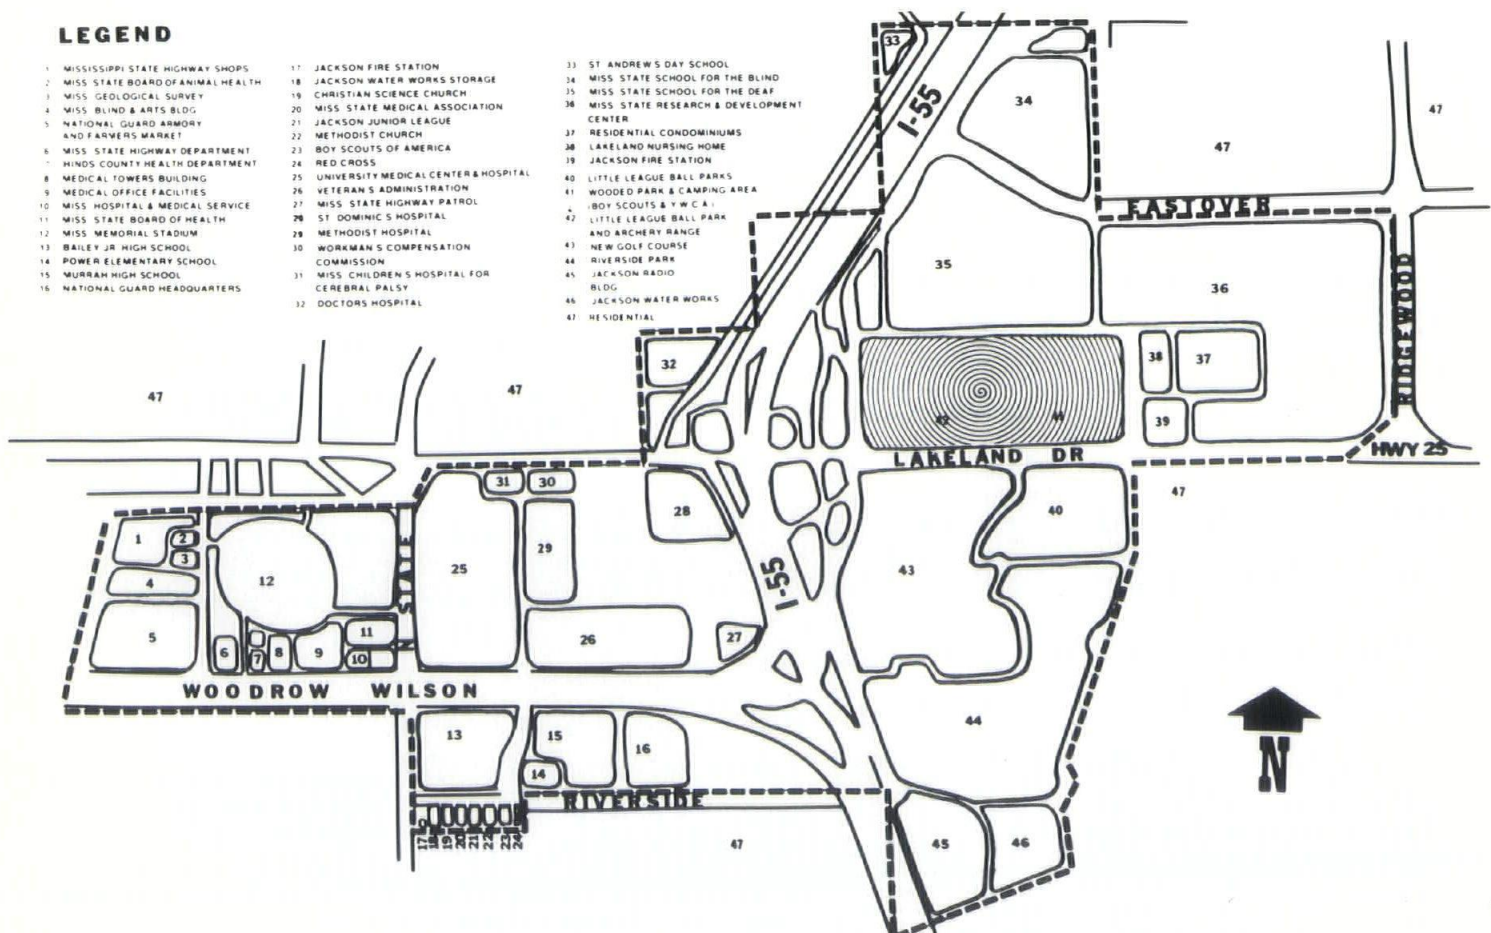 LEGEND
1 MISSISSIPPI STATE HIGHWAY SHOPS
2 MISS STATE BOARD OF ANIMAL HEALTH
3 MISS GEOLOGICAL SURVEY
4 MISS BLIND & ARTS BLDG
5 NATIONAL GUARD ARMORY
AND FARMERS MARKET
6 MISS STATE HIGHWAY DEPARTMENT
7 HINDS COUNTY HEALTH DEPARTMENT
8 MEDICAL TOWERS BUILDING
9 MEDICAL OFFICE FACILITIES
10 MISS HOSPITAL & MEDICAL SERVICE
11 MISS STATE BOARD OF HEALTH
12 MISS MEMORIAL STADIUM
13 BAILEY JR HIGH SCHOOL
14 POWER ELEMENTARY SCHOOL
15 MURRAH HIGH SCHOOL
16 NATIONAL GUARD HEADQUARTERS
17 JACKSON FIRE STATION
18 JACKSON WATER WORKS STORAGE
19 CHRISTIAN SCIENCE CHURCH
20 MISS STATE MEDICAL ASSOCIATION
21 JACKSON JUNIOR LEAGUE
22 METHODIST CHURCH
23 BOY SCOUTS OF AMERICA
24 RED CROSS
25 UNIVERSITY MEDICAL CENTER & HOSPITAL
26 VETERAN S ADMINISTRATION
27 MISS STATE HIGHWAY PATROL
28 ST DOMINIC S HOSPITAL
29 METHODIST HOSPITAL
30 WORKMAN S COMPENSATION
COMMISSION
31 MISS CHILDREN S HOSPITAL FOR
CEREBRAL PALSY
32 DOCTORS HOSPITAL
33 ST ANDREWS DAY SCHOOL
34 MISS STATE SCHOOL FOR THE BLIND
35 MISS STATE SCHOOL FOR THE DEAF
36 MISS STATE RESEARCH & DEVELOPMENT
CENTER
37 RESIDENTIAL CONDOMINIUMS
38 LAKELAND NURSING HOME
39 JACKSON FIRE STATION
40 LITTLE LEAGUE BALL PARKS
41 WOODED PARK & CAMPING AREA
(BOY SCOUTS & Y W C A)
42 LITTLE LEAGUE BALL PARK
AND ARCHERY RANGE
43 NEW GOLF COURSE
44 RIVERSIDE PARK
45 JACKSON RADIO
BLDG
46 JACKSON WATER WORKS
47 RESIDENTIAL
33
I-55
34
47
47
EASTOVER
35
36
RIDGEWOOD
32
47
47
38
37
42
41
39
LAKELAND DR
HWY 25
31
30
28
40
47
1
2
3
4
12
STATE
25
29
43
I-55
5
6
7
8
9
10
11
26
27
WOODROW WILSON
13
15
16
14
44
N
RIVERSIDE
17
18
19
20
21
22
23
24
47
45
46